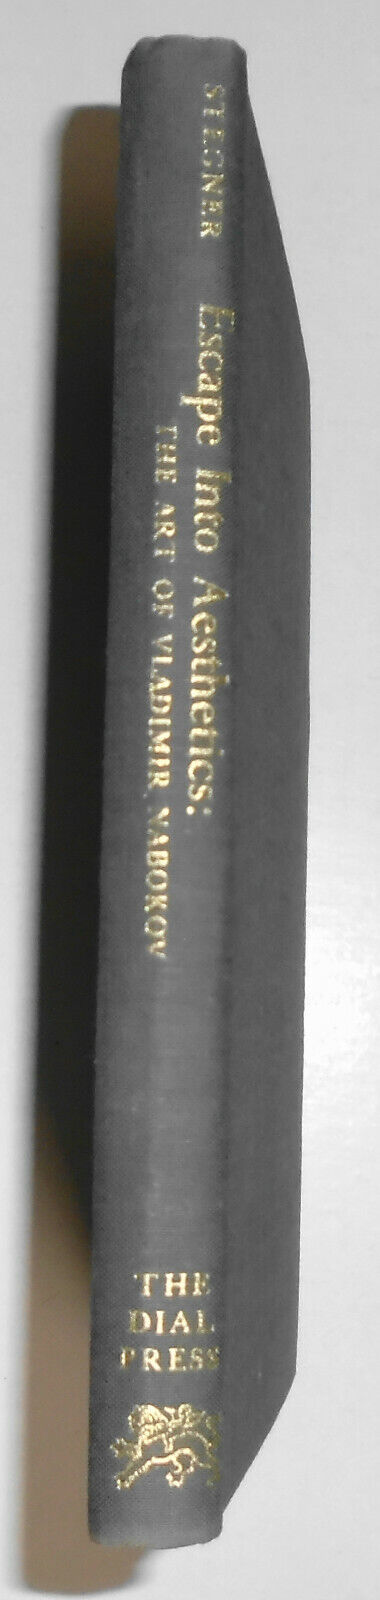 STEGNER
Escape Into Aesthetics:
THE ART OF VLADIMIR NABOKOV
THE
DIAL
PRESS